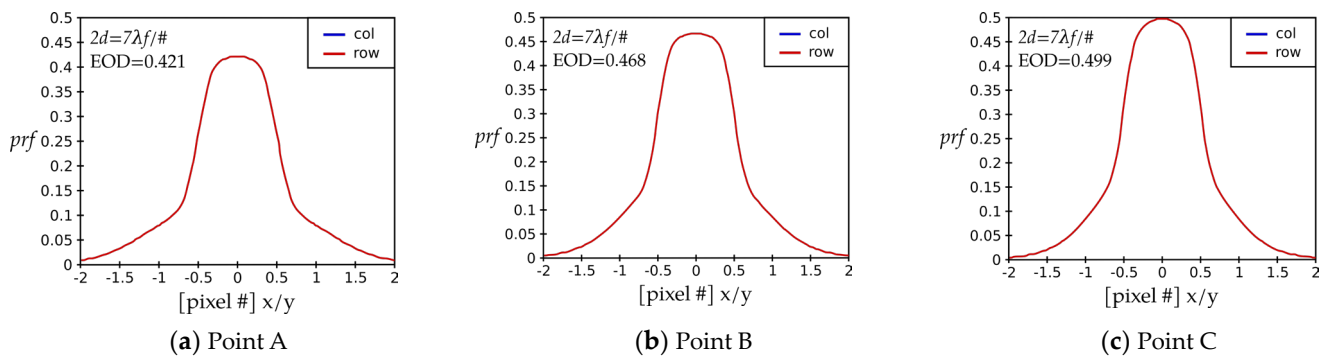 0.5
0.45
0.4
0.35
0.3
0.25
0.2
0.15
0.1
0.05
0
prf
2d=7λf/#
EOD=0.421
col
row
-2 -1.5 -1 -0.5 0 0.5 1 1.5 2
[pixel #] x/y
(a) Point A
0.5
0.45
0.4
0.35
0.3
0.25
0.2
0.15
0.1
0.05
0
prf
2d=7λf/#
EOD=0.468
col
row
-2 -1.5 -1 -0.5 0 0.5 1 1.5 2
[pixel #] x/y
(b) Point B
0.5
0.45
0.4
0.35
0.3
0.25
0.2
0.15
0.1
0.05
0
prf
2d=7λf/#
EOD=0.499
col
row
-2 -1.5 -1 -0.5 0 0.5 1 1.5 2
[pixel #] x/y
(c) Point C